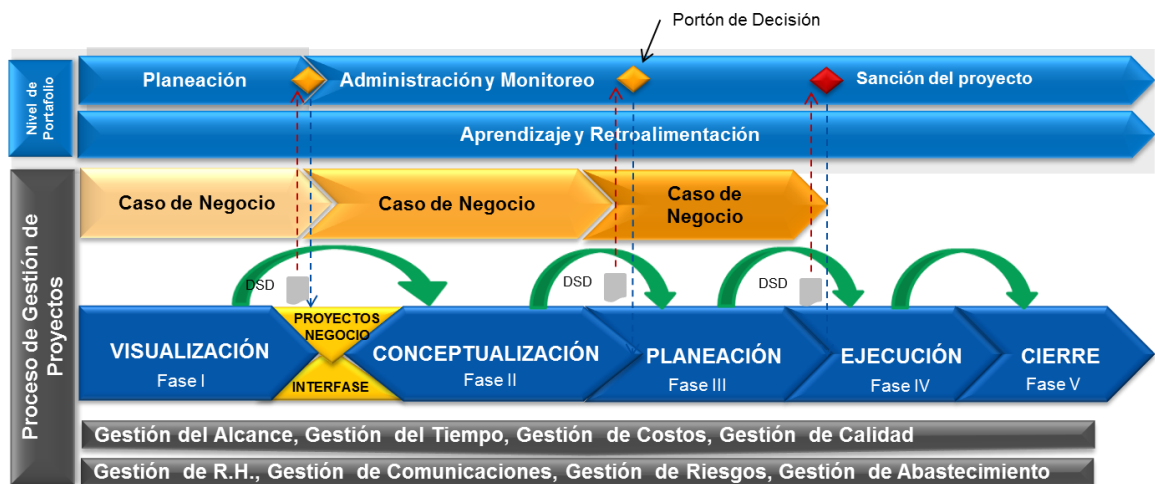 Portón de Decisión
Nivel de
Portafolio
Planeación
Administración y Monitoreo
Sanción del proyecto
Aprendizaje y Retroalimentación
Proceso de Gestión de
Proyectos
Caso de Negocio
Caso de Negocio
Caso de
Negocio
DSD
DSD
DSD
VISUALIZACIÓN
Fase I
PROYECTOS
NEGOCIO
INTERFASE
CONCEPTUALIZACIÓN
Fase II
PLANEACIÓN
Fase III
EJECUCIÓN
Fase IV
CIERRE
Fase V
Gestión del Alcance, Gestión del Tiempo, Gestión de Costos, Gestión de Calidad
Gestión de R.H., Gestión de Comunicaciones, Gestión de Riesgos, Gestión de Abastecimiento